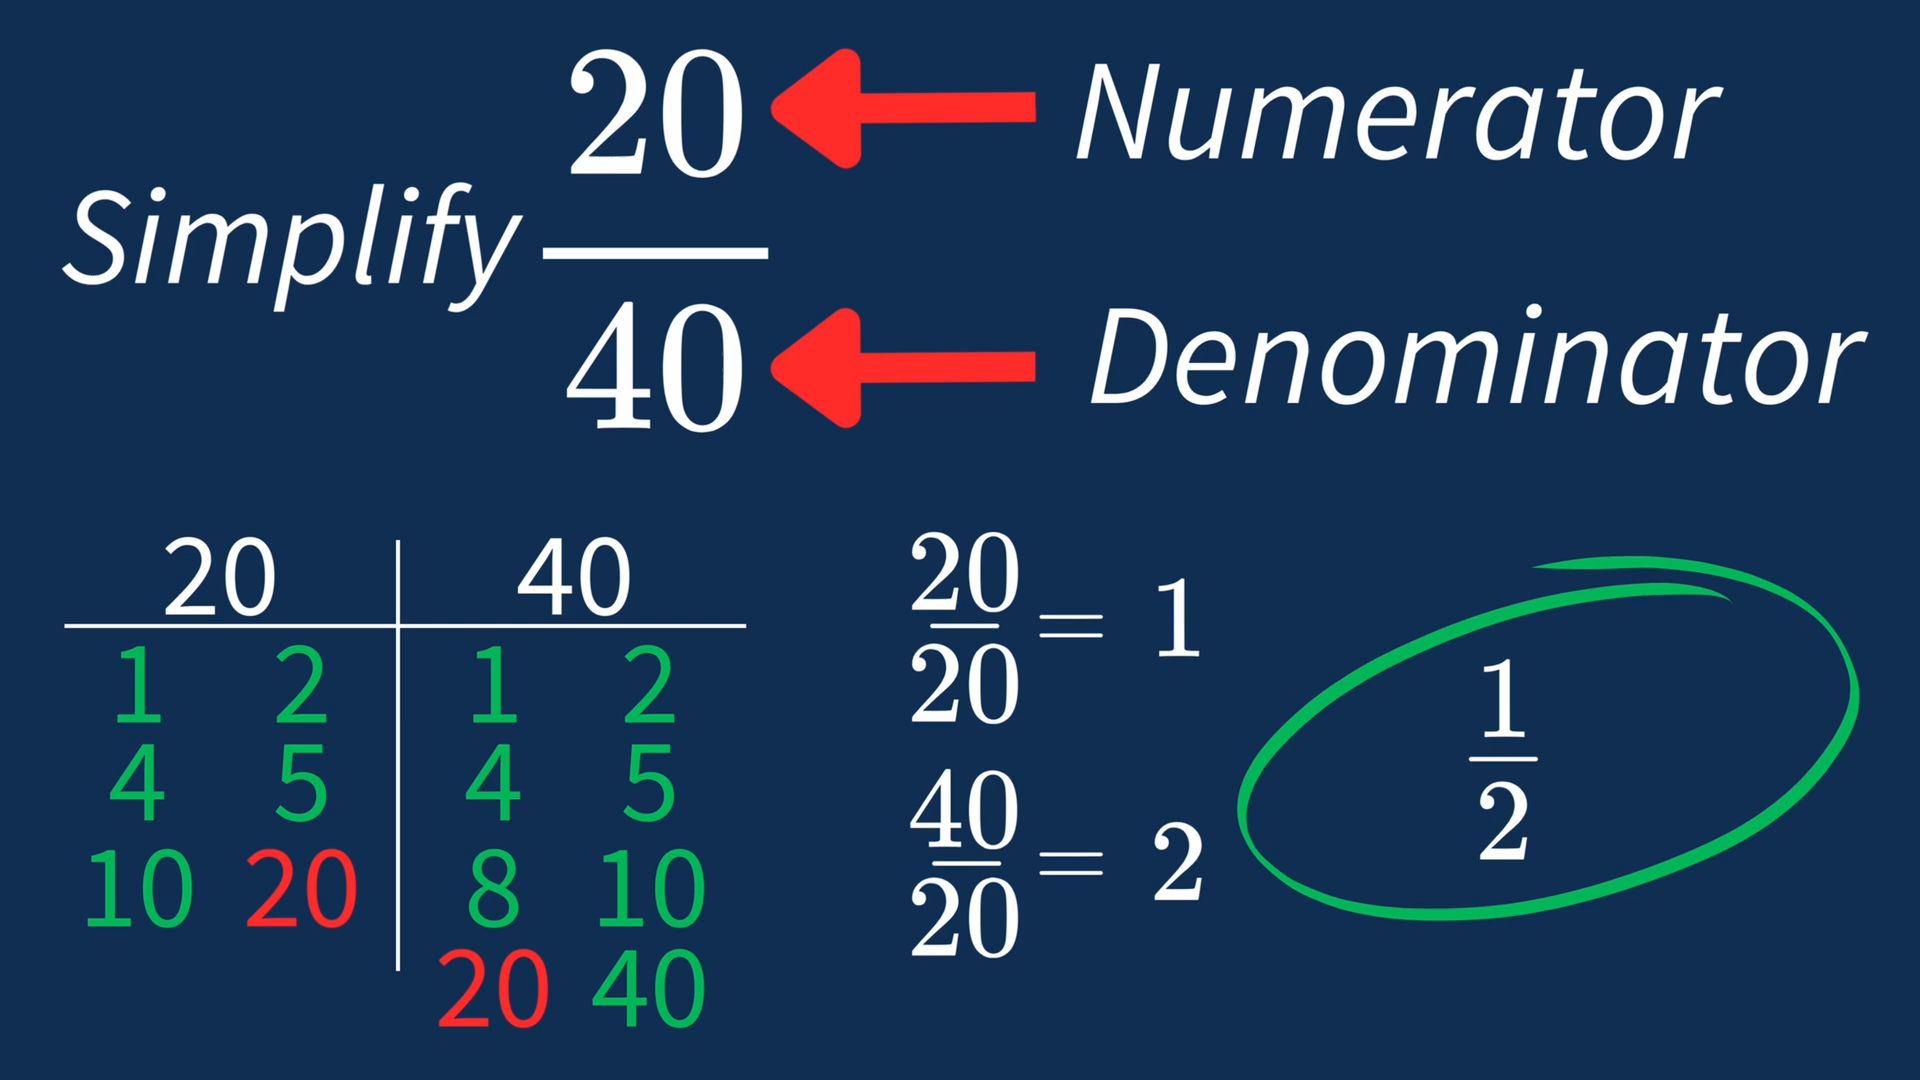 Simplify 20/40
Numerator
Denominator
20 40
1 2 1 2
4 5 4 5
10 20 8 10
20 40
20/20 = 1
40/20 = 2
1/2